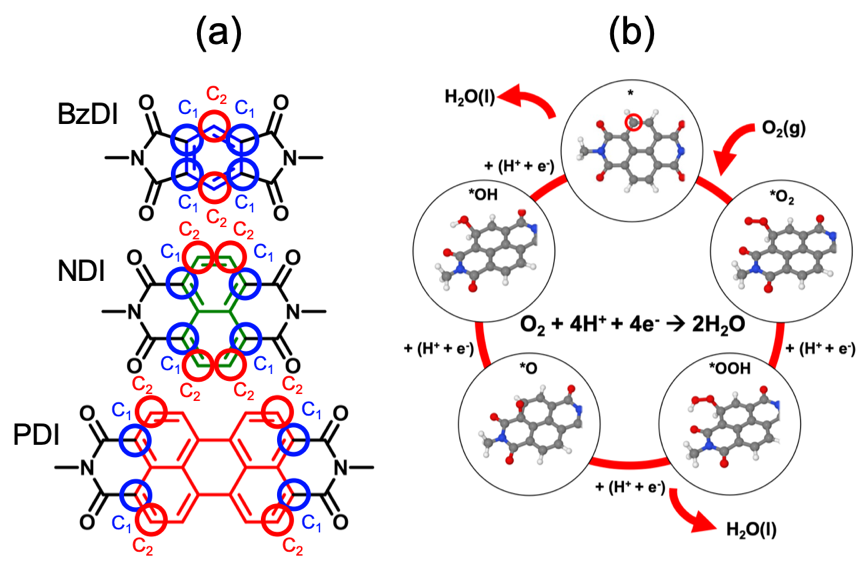 (a)
BzDI
O
C₁
C₂
C₁
O
N
N
O
C₁
C₂
C₁
O
NDI
O
C₂
C₂
O
C₁
C₁
N
N
O
C₁
C₂
C₂
C₁
O
PDI
C₂
C₂
O
C₁
C₁
O
N
N
O
C₁
C₁
O
C₂
C₂
(b)
H₂O(l)
*
O₂(g)
+ (H⁺ + e⁻)
*OH
*O₂
O₂ + 4H⁺ + 4e⁻ → 2H₂O
+ (H⁺ + e⁻)
+ (H⁺ + e⁻)
*O
*OOH
+ (H⁺ + e⁻)
H₂O(l)